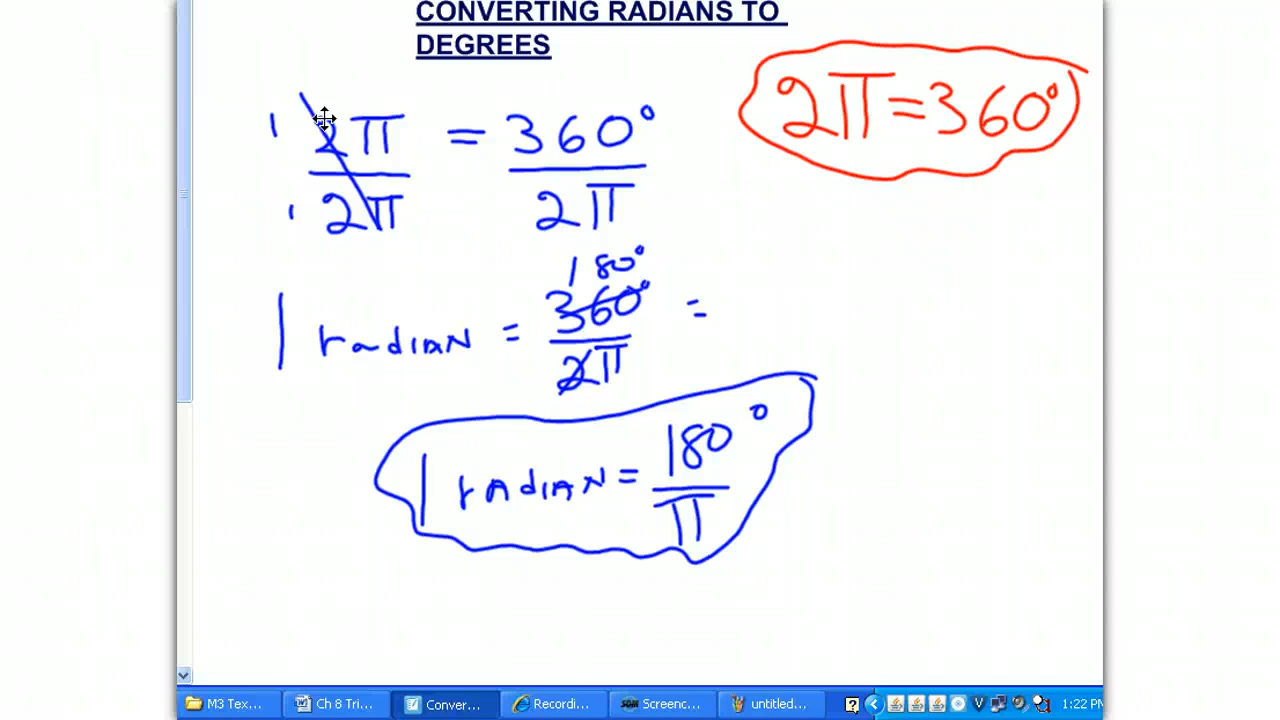 CONVERTING RADIANS TO
DEGREES
2π = 360°
1 2π = 360°
1 2π 2π
180°
1 radian = 360° =
2π
1 radian = 180°
π
M3 Tex... Ch 8 Tri... Conver... Recordi... Screenc... untitled... ? V 1:22 PM